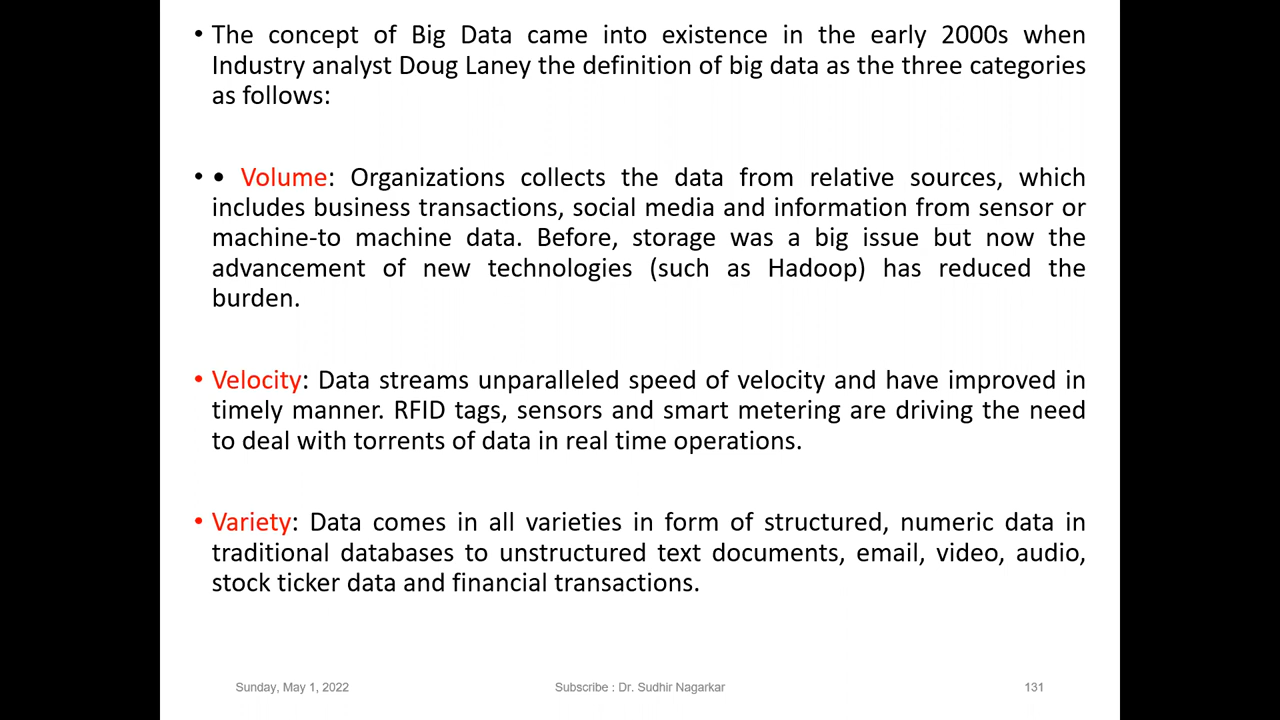 • The concept of Big Data came into existence in the early 2000s when
Industry analyst Doug Laney the definition of big data as the three categories
as follows:
• • Volume: Organizations collects the data from relative sources, which
includes business transactions, social media and information from sensor or
machine-to machine data. Before, storage was a big issue but now the
advancement of new technologies (such as Hadoop) has reduced the
burden.
• Velocity: Data streams unparalleled speed of velocity and have improved in
timely manner. RFID tags, sensors and smart metering are driving the need
to deal with torrents of data in real time operations.
• Variety: Data comes in all varieties in form of structured, numeric data in
traditional databases to unstructured text documents, email, video, audio,
stock ticker data and financial transactions.
Sunday, May 1, 2022
Subscribe : Dr. Sudhir Nagarkar
131